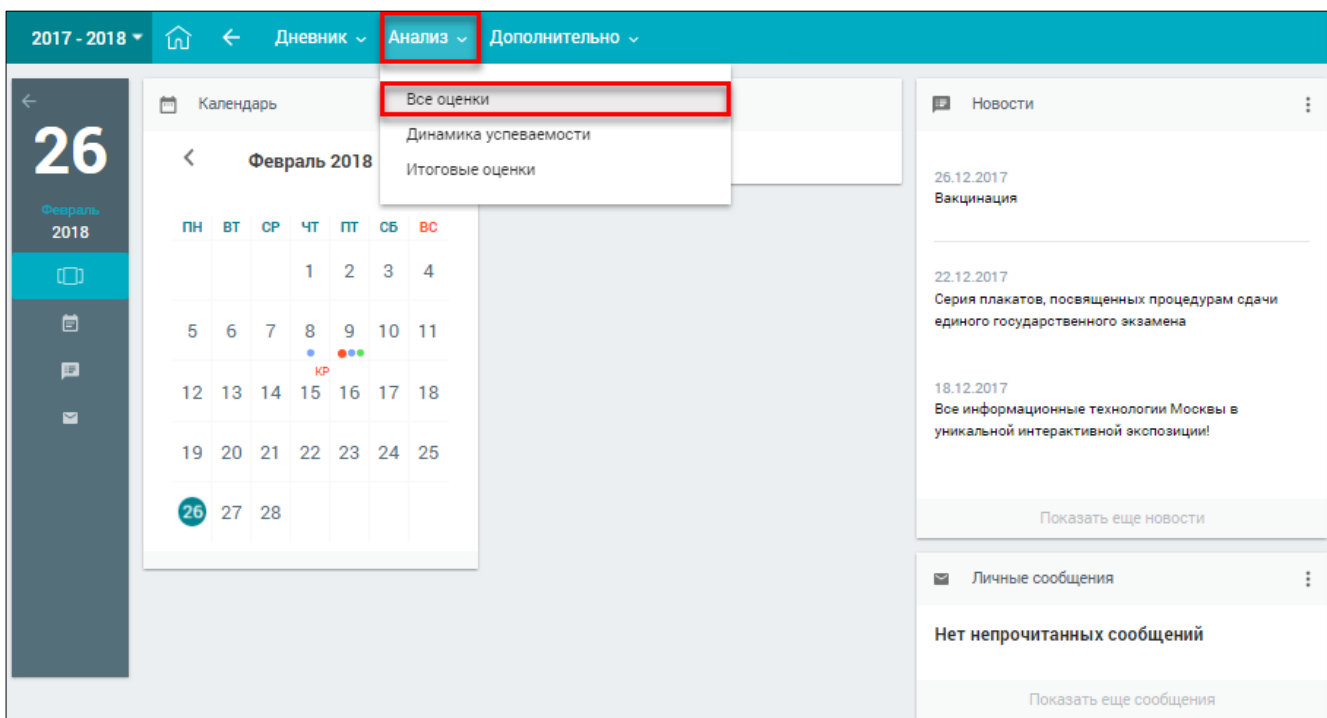 2017 - 2018 Дневник Анализ Дополнительно
26
Февраль
2018
Календарь
Февраль 2018
ПН ВТ СР ЧТ ПТ СБ ВС
1 2 3 4
5 6 7 8 9 10 11
КР
12 13 14 15 16 17 18
19 20 21 22 23 24 25
26 27 28
Все оценки
Динамика успеваемости
Итоговые оценки
Новости
26.12.2017
Вакцинация
22.12.2017
Серия плакатов, посвященных процедурам сдачи
единого государственного экзамена
18.12.2017
Все информационные технологии Москвы в
уникальной интерактивной экспозиции!
Показать еще новости
Личные сообщения
Нет непрочитанных сообщений
Показать еще сообщения